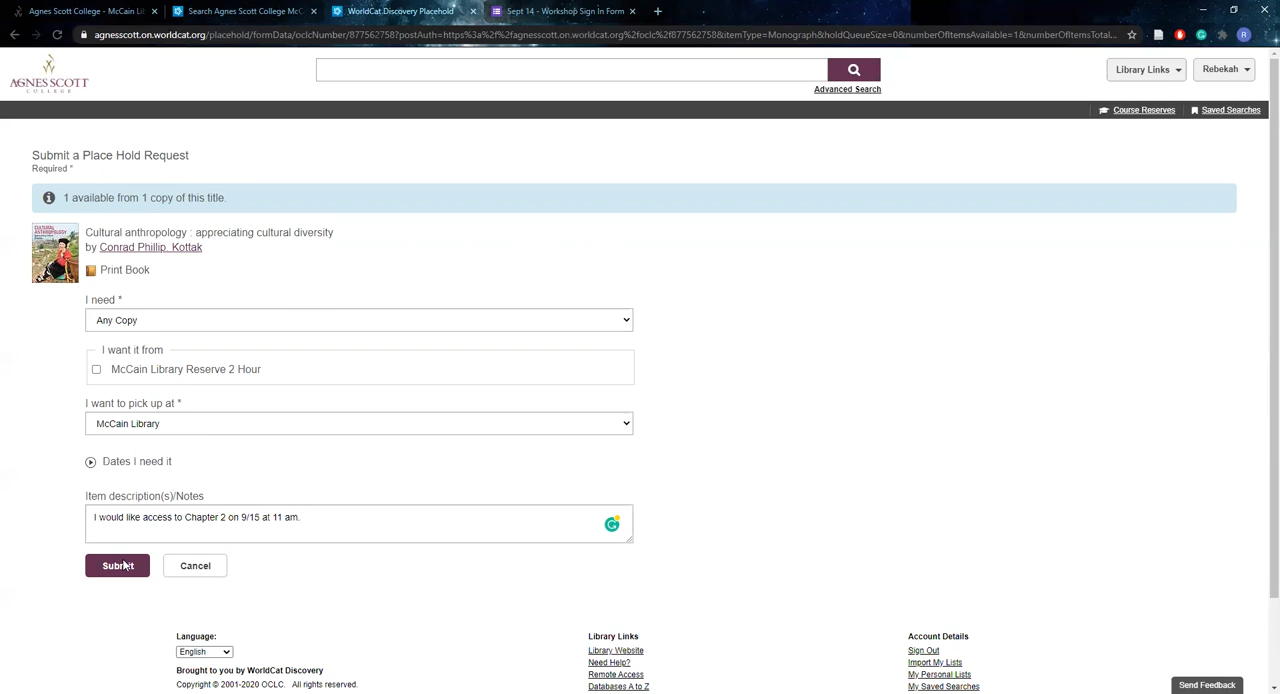 Agnes Scott College - McCain Li
Search Agnes Scott College McC
WorldCat Discovery Placehold
Sept 14 - Workshop Sign In Form
agnesscott.on.worldcat.org/placehold/formData/oclcNumber/877562758?postAuth=https%3a%2f%2fagnesscott.on.worldcat.org%2foclc%2f877562758&itemType=Monograph&holdQueueSize=0&numberOfItemsAvailable=1&numberOfItemsTotal...
R
AGNES SCOTT
COLLEGE
Library Links
Rebekah
Advanced Search
Course Reserves
Saved Searches
Submit a Place Hold Request
Required *
1 available from 1 copy of this title.
CULTURAL
ANTHROPOLOGY
Cultural anthropology : appreciating cultural diversity
by Conrad Phillip. Kottak
Print Book
I need *
Any Copy
I want it from
McCain Library Reserve 2 Hour
I want to pick up at *
McCain Library
Dates I need it
Item description(s)/Notes
I would like access to Chapter 2 on 9/15 at 11 am.
Submit
Cancel
Language:
English
Brought to you by WorldCat Discovery
Copyright © 2001-2020 OCLC. All rights reserved.
Library Links
Library Website
Need Help?
Remote Access
Databases A to Z
Account Details
Sign Out
Import My Lists
My Personal Lists
My Saved Searches
Send Feedback